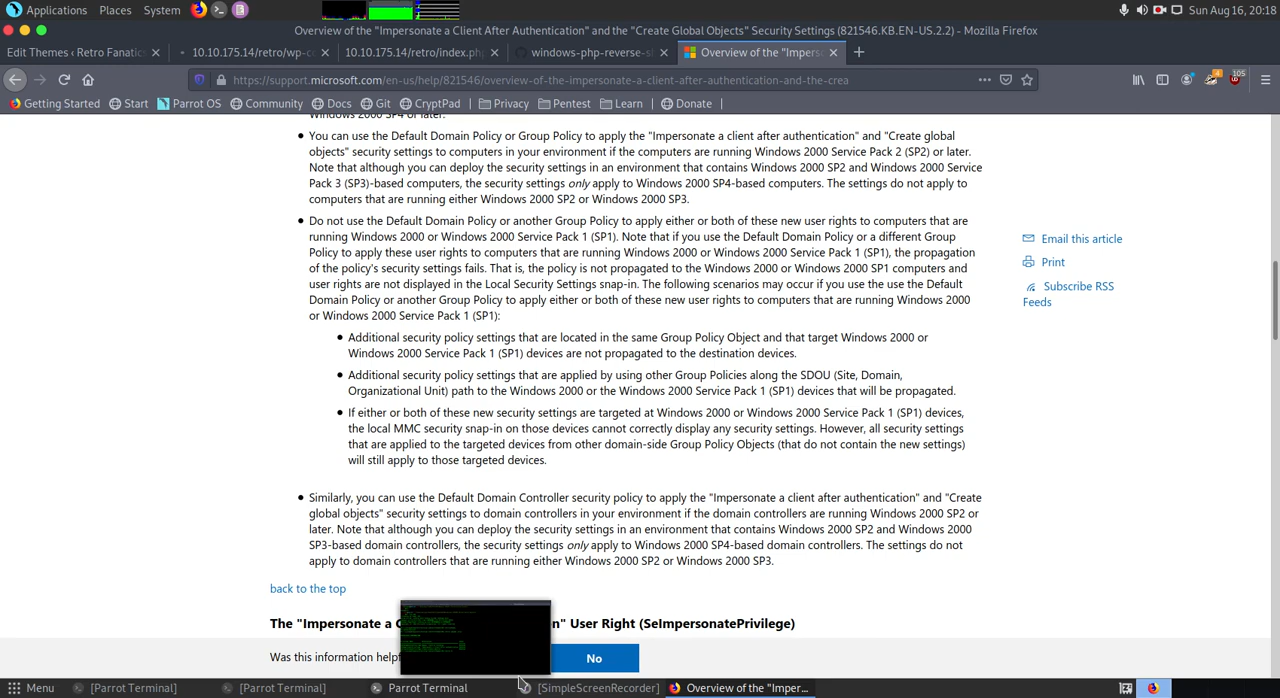 Applications Places System Sun Aug 16, 20:18
Overview of the "Impersonate a Client After Authentication" and the "Create Global Objects" Security Settings (821546.KB.EN-US.2.2) - Mozilla Firefox
Edit Themes ‹ Retro Fanatic 10.10.175.14/retro/wp-c 10.10.175.14/retro/index.ph windows-php-reverse-s Overview of the "Impers
https://support.microsoft.com/en-us/help/821546/overview-of-the-impersonate-a-client-after-authentication-and-the-crea
4 105
Getting Started Start Parrot OS Community Docs Git CryptPad Privacy Pentest Learn Donate
Windows 2000 SP4 or later.
You can use the Default Domain Policy or Group Policy to apply the "Impersonate a client after authentication" and "Create global
objects" security settings to computers in your environment if the computers are running Windows 2000 Service Pack 2 (SP2) or later.
Note that although you can deploy the security settings in an environment that contains Windows 2000 SP2 and Windows 2000 Service
Pack 3 (SP3)-based computers, the security settings only apply to Windows 2000 SP4-based computers. The settings do not apply to
computers that are running either Windows 2000 SP2 or Windows 2000 SP3.
Do not use the Default Domain Policy or another Group Policy to apply either or both of these new user rights to computers that are
running Windows 2000 or Windows 2000 Service Pack 1 (SP1). Note that if you use the Default Domain Policy or a different Group
Policy to apply these user rights to computers that are running Windows 2000 or Windows 2000 Service Pack 1 (SP1), the propagation
of the policy's security settings fails. That is, the policy is not propagated to the Windows 2000 or Windows 2000 SP1 computers and
user rights are not displayed in the Local Security Settings snap-in. The following scenarios may occur if you use the use the Default
Domain Policy or another Group Policy to apply either or both of these new user rights to computers that are running Windows 2000
or Windows 2000 Service Pack 1 (SP1):
Additional security policy settings that are located in the same Group Policy Object and that target Windows 2000 or
Windows 2000 Service Pack 1 (SP1) devices are not propagated to the destination devices.
Additional security policy settings that are applied by using other Group Policies along the SDOU (Site, Domain,
Organizational Unit) path to the Windows 2000 or the Windows 2000 Service Pack 1 (SP1) devices that will be propagated.
If either or both of these new security settings are targeted at Windows 2000 or Windows 2000 Service Pack 1 (SP1) devices,
the local MMC security snap-in on those devices cannot correctly display any security settings. However, all security settings
that are applied to the targeted devices from other domain-side Group Policy Objects (that do not contain the new settings)
will still apply to those targeted devices.
Similarly, you can use the Default Domain Controller security policy to apply the "Impersonate a client after authentication" and "Create
global objects" security settings to domain controllers in your environment if the domain controllers are running Windows 2000 SP2 or
later. Note that although you can deploy the security settings in an environment that contains Windows 2000 SP2 and Windows 2000
SP3-based domain controllers, the security settings only apply to Windows 2000 SP4-based domain controllers. The settings do not
apply to domain controllers that are running either Windows 2000 SP2 or Windows 2000 SP3.
back to the top
The "Impersonate a C n" User Right (SeImpersonatePrivilege)
Was this information help No
Email this article
Print
Subscribe RSS
Feeds
Menu [Parrot Terminal] [Parrot Terminal] Parrot Terminal [SimpleScreenRecorder] Overview of the "Imper...